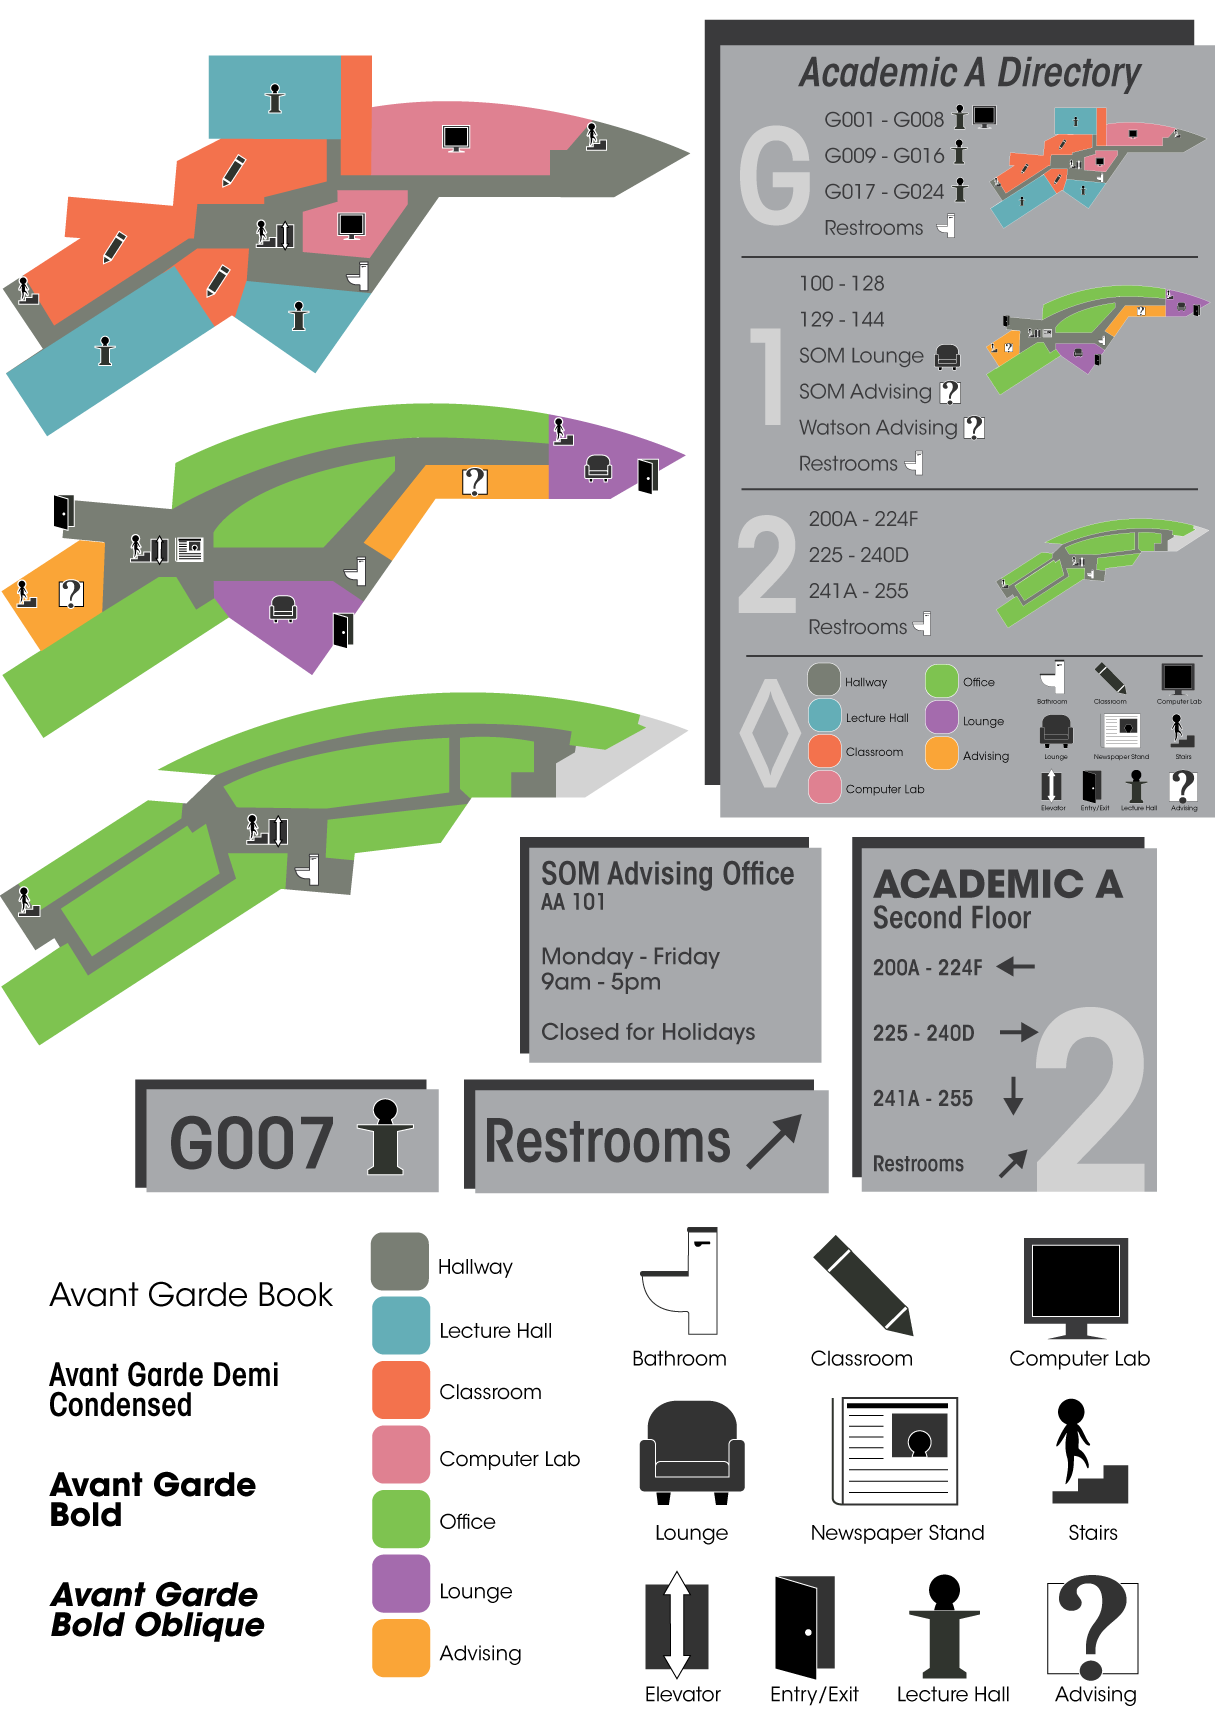 Academic A Directory
G
G001 - G008
G009 - G016
G017 - G024
Restrooms
1
100 - 128
129 - 144
SOM Lounge
SOM Advising
Watson Advising
Restrooms
2
200A - 224F
225 - 240D
241A - 255
Restrooms
Hallway
Lecture Hall
Classroom
Computer Lab
Office
Lounge
Advising
Bathroom
Classroom
Computer Lab
Lounge
Newspaper Stand
Stairs
Elevator
Entry/Exit
Lecture Hall
Advising
SOM Advising Office
AA 101
Monday - Friday
9am - 5pm
Closed for Holidays
ACADEMIC A
Second Floor
200A - 224F
225 - 240D
241A - 255
Restrooms
2
G007
Restrooms
Avant Garde Book
Avant Garde Demi
Condensed
Avant Garde
Bold
Avant Garde
Bold Oblique
Hallway
Lecture Hall
Classroom
Computer Lab
Office
Lounge
Advising
Bathroom
Classroom
Computer Lab
Lounge
Newspaper Stand
Stairs
Elevator
Entry/Exit
Lecture Hall
Advising